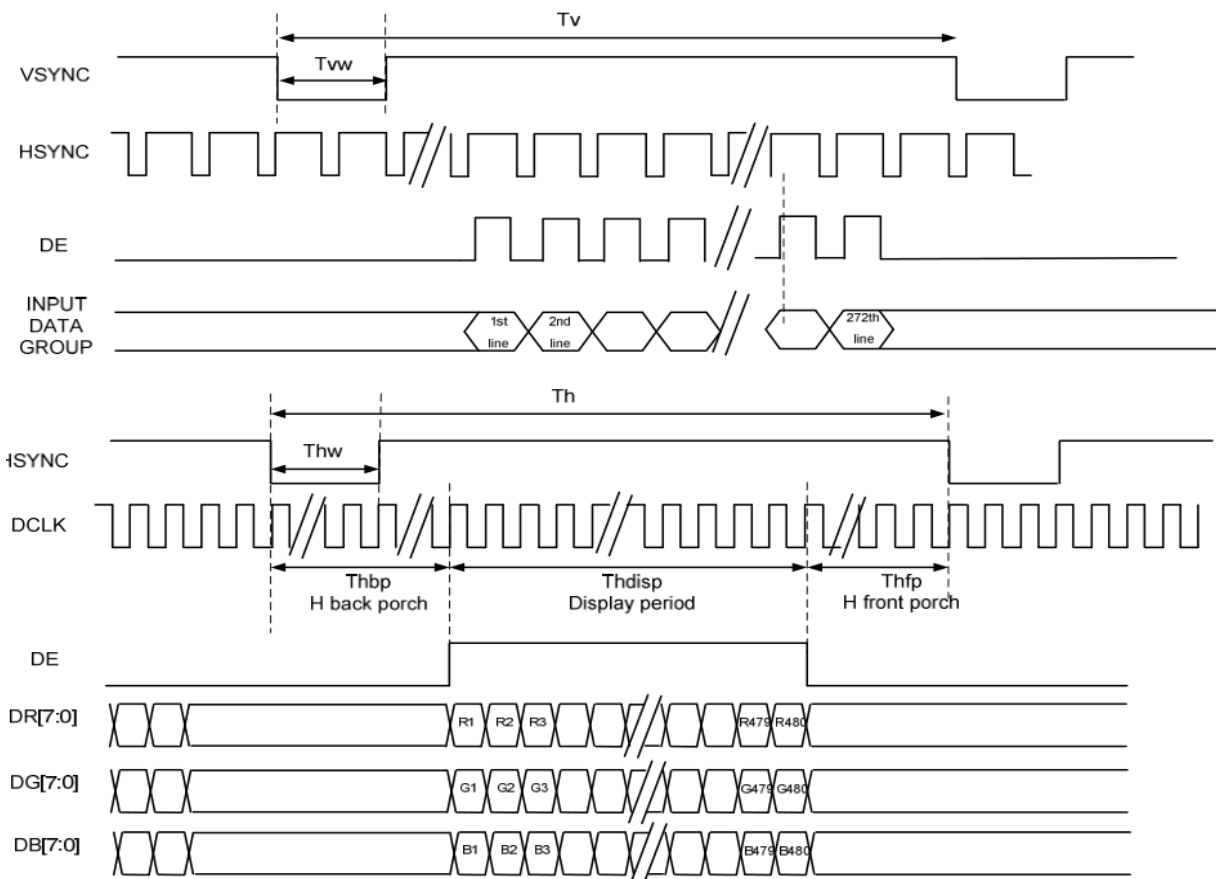 Tv
VSYNC
Tvw
HSYNC
DE
INPUT
DATA
GROUP
1st
line
2nd
line
272th
line
Th
HSYNC
Thw
DCLK
Thbp
H back porch
Thdisp
Display period
Thfp
H front porch
DE
DR[7:0]
R1 R2 R3 R479 R480
DG[7:0]
G1 G2 G3 G479 G480
DB[7:0]
B1 B2 B3 B479 B480